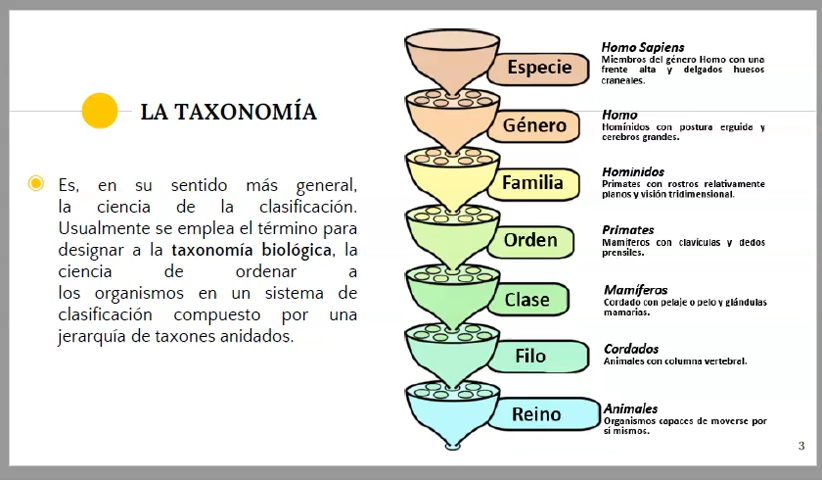 LA TAXONOMÍA
Es, en su sentido más general,
la ciencia de la clasificación.
Usualmente se emplea el término para
designar a la taxonomía biológica, la
ciencia de ordenar a
los organismos en un sistema de
clasificación compuesto por una
jerarquía de taxones anidados.
Especie
Homo Sapiens
Miembros del género Homo con una
frente alta y delgados huesos
craneales.
Género
Homo
Homínidos con postura erguida y
cerebros grandes.
Familia
Homínidos
Primates con rostros relativamente
planos y visión tridimensional.
Orden
Primates
Mamíferos con clavículas y dedos
prensiles.
Clase
Mamíferos
Cordado con pelaje o pelo y glándulas
mamarias.
Filo
Cordados
Animales con columna vertebral.
Reino
Animales
Organismos capaces de moverse por
si mismos.
3